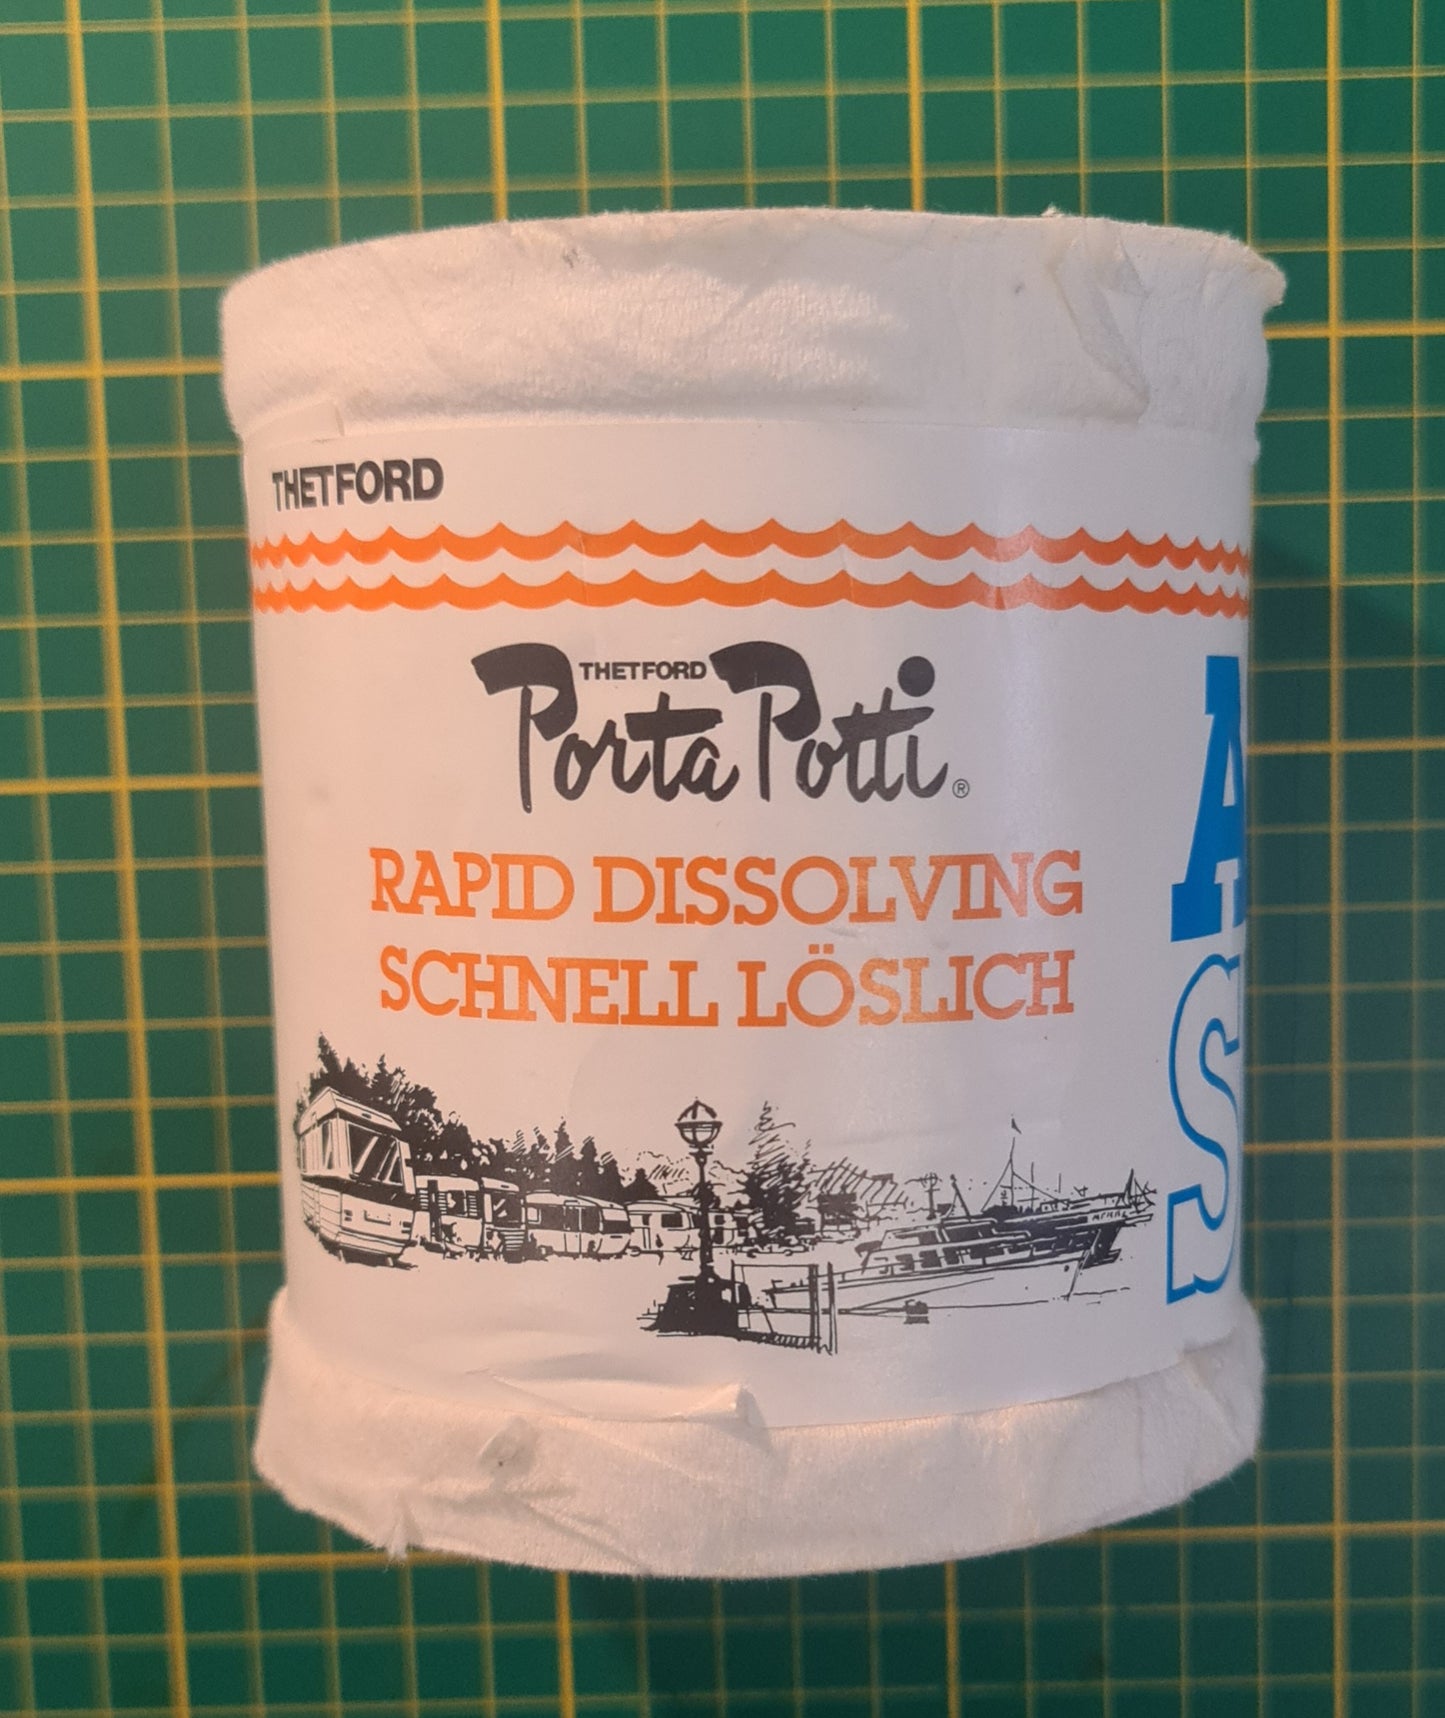 THETFORD
THETFORD
Porta Potti®
RAPID DISSOLVING
SCHNELL LÖSLICH
A
S